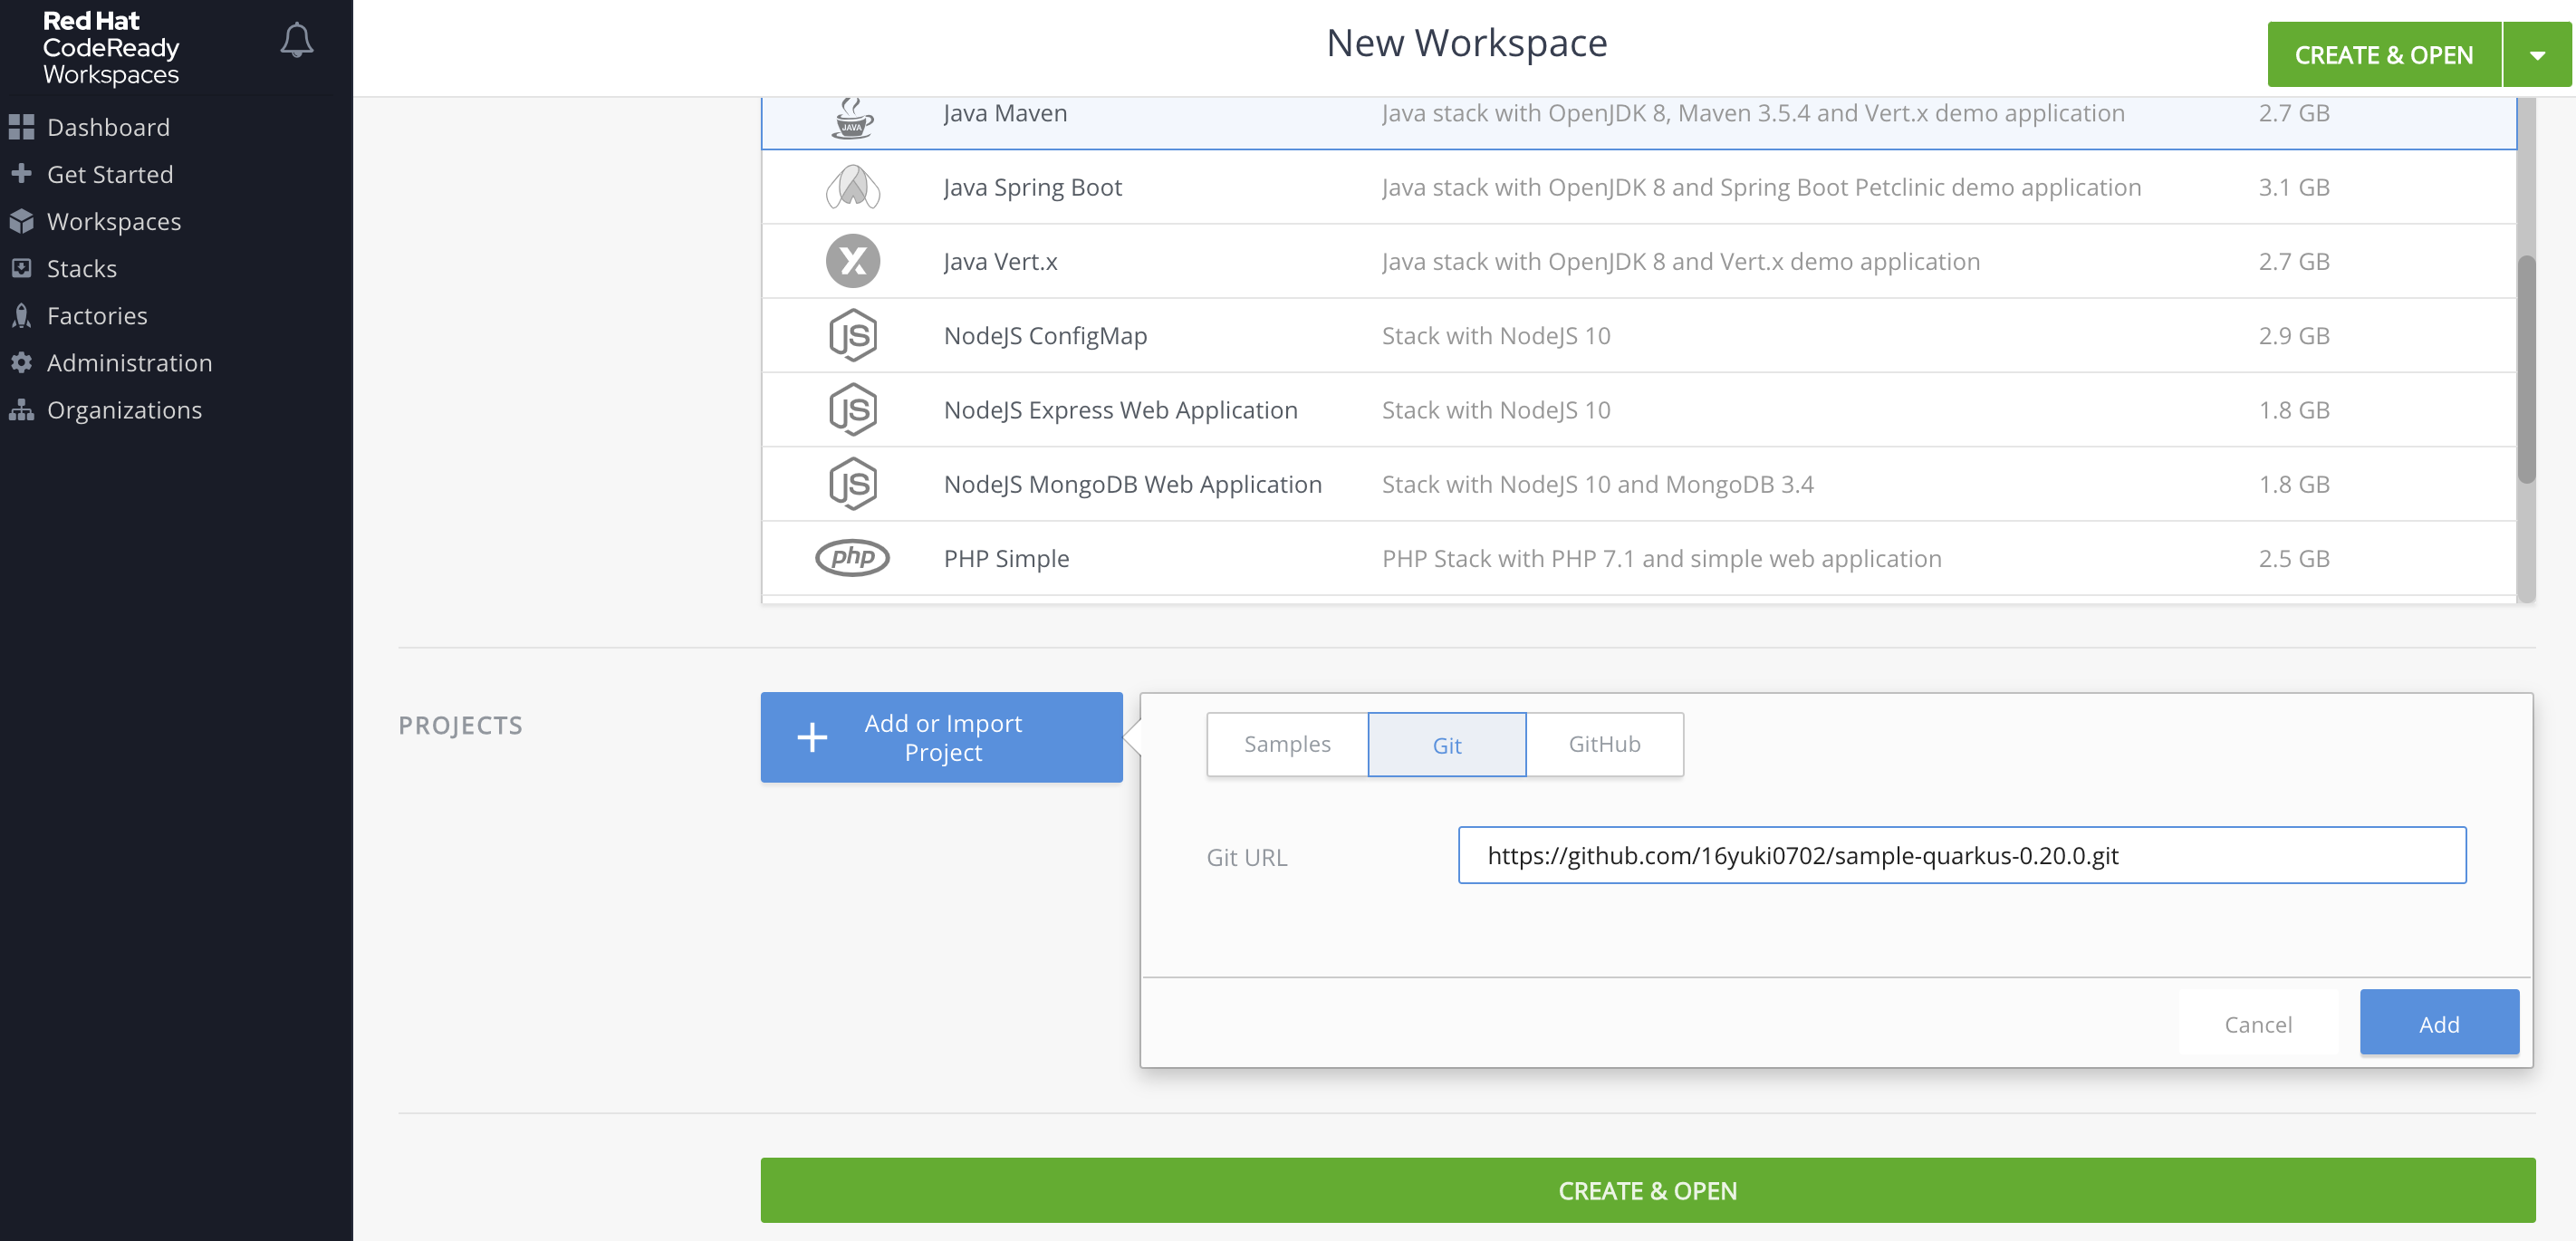 Red Hat
CodeReady
Workspaces
New Workspace
CREATE & OPEN
Dashboard
Get Started
Workspaces
Stacks
Factories
Administration
Organizations
JAVA
Java Maven
Java stack with OpenJDK 8, Maven 3.5.4 and Vert.x demo application
2.7 GB
Java Spring Boot
Java stack with OpenJDK 8 and Spring Boot Petclinic demo application
3.1 GB
X
Java Vert.x
Java stack with OpenJDK 8 and Vert.x demo application
2.7 GB
JS
NodeJS ConfigMap
Stack with NodeJS 10
2.9 GB
JS
NodeJS Express Web Application
Stack with NodeJS 10
1.8 GB
JS
NodeJS MongoDB Web Application
Stack with NodeJS 10 and MongoDB 3.4
1.8 GB
php
PHP Simple
PHP Stack with PHP 7.1 and simple web application
2.5 GB
PROJECTS
Add or Import
Project
Samples
Git
GitHub
Git URL
https://github.com/16yuki0702/sample-quarkus-0.20.0.git
Cancel
Add
CREATE & OPEN